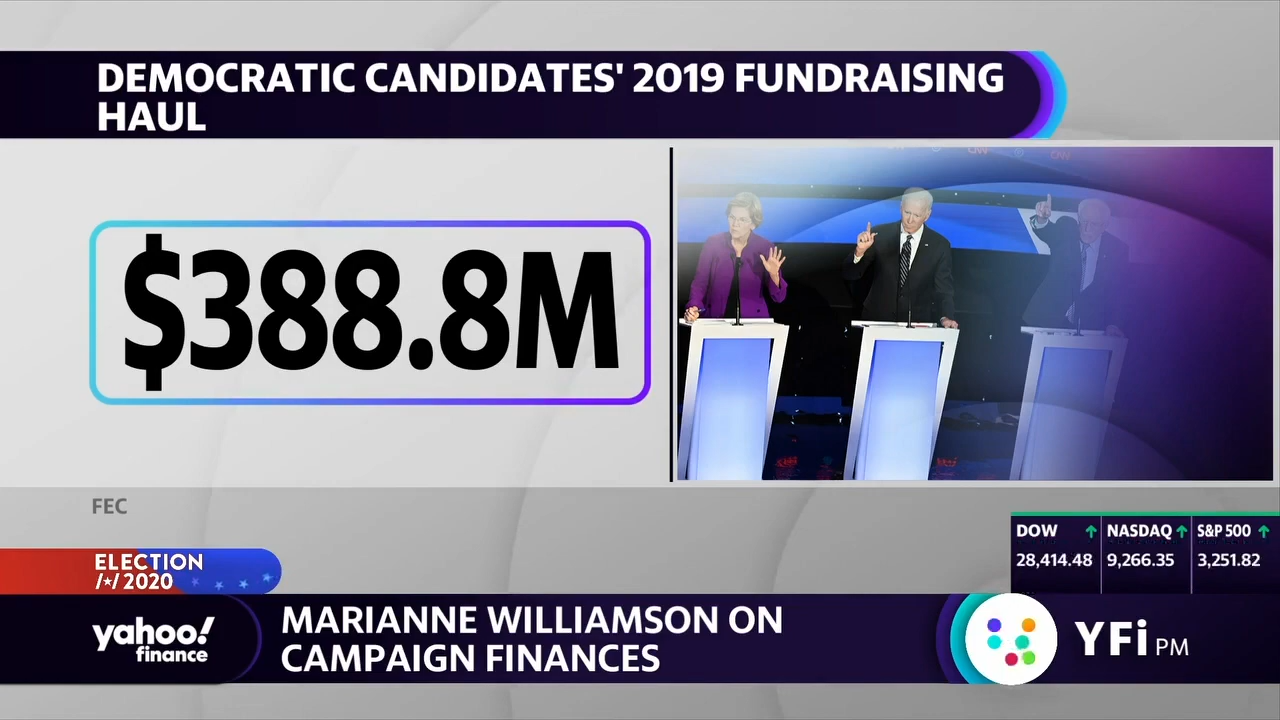 DEMOCRATIC CANDIDATES' 2019 FUNDRAISING
HAUL
$388.8M
FEC
ELECTION
/★/ 2020
DOW
28,414.48
NASDAQ
9,266.35
S&P 500
3,251.82
yahoo!
finance
MARIANNE WILLIAMSON ON
CAMPAIGN FINANCES
YFi PM